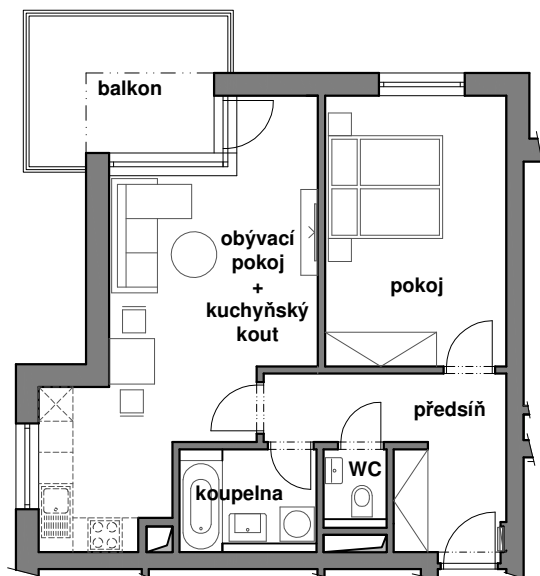 balkon
obývací
pokoj
+
kuchyňský
kout
pokoj
předsíň
WC
koupelna